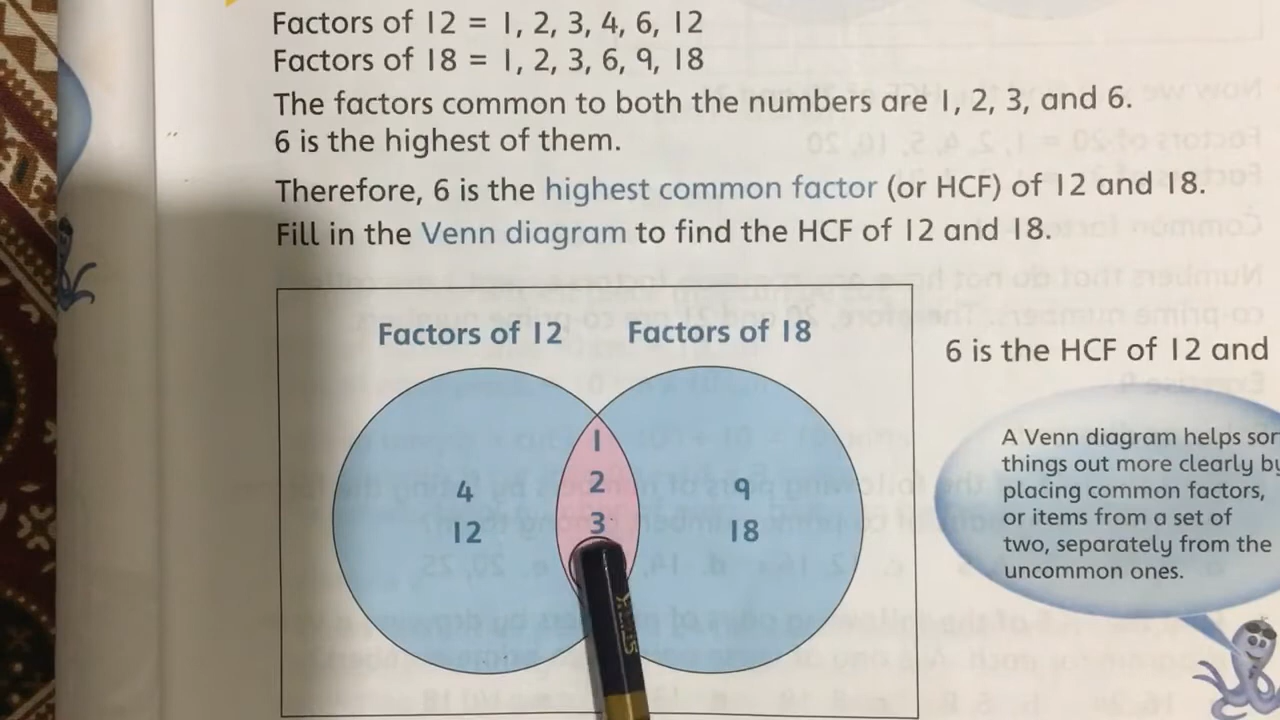 Factors of 12 = 1, 2, 3, 4, 6, 12
Factors of 18 = 1, 2, 3, 6, 9, 18
The factors common to both the numbers are 1, 2, 3, and 6.
6 is the highest of them.
Therefore, 6 is the highest common factor (or HCF) of 12 and 18.
Fill in the Venn diagram to find the HCF of 12 and 18.
Factors of 12
Factors of 18
4
12
1
2
3
9
18
6 is the HCF of 12 and
A Venn diagram helps sor
things out more clearly by
placing common factors,
or items from a set of
two, separately from the
uncommon ones.